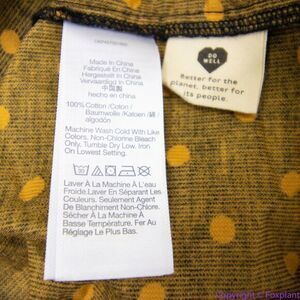 Made In China
Fabriqué En Chine
Hergestellt In China
Vervaardigd In China
中国製
hecho en china
100% Cotton / Coton /
Baumwolle / Katoen / 綿
algodón
Machine Wash Cold With Like
Colors. Non-Chlorine Bleach
Only. Tumble Dry Low. Iron
On Lowest Setting.
Laver À La Machine À L'eau
Froide. Laver En Séparant Les
Couleurs. Seulement Agent
De Blanchiment Non-Chlore.
Sécher À La Machine À
Basse Température. Fer Au
Réglage Le Plus Bas.
DO
WELL
Better for the
planet, better for
its people.
Copyright - Foxplant